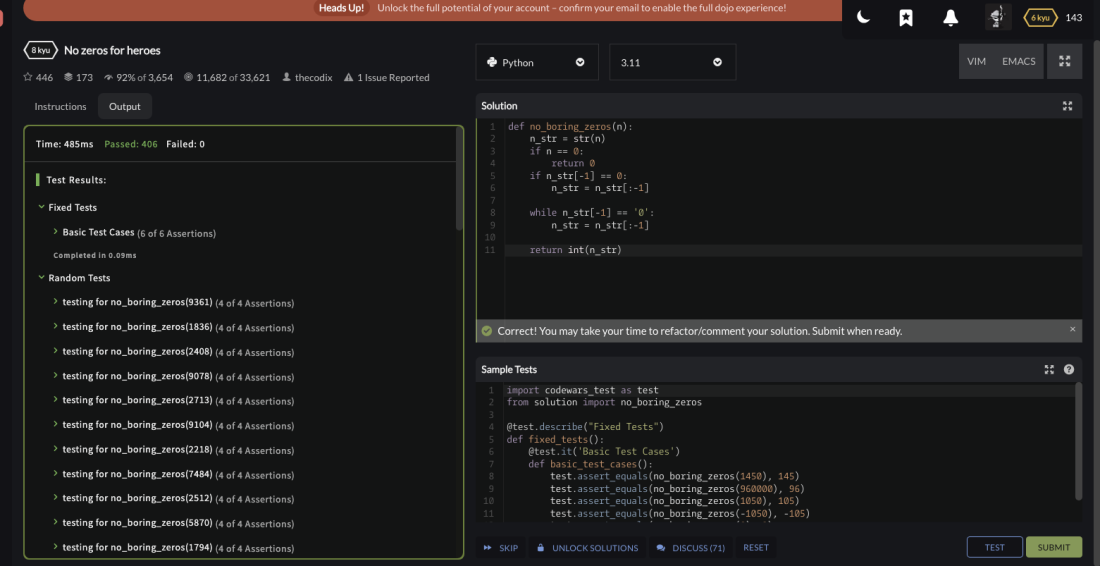 Heads Up! Unlock the full potential of your account – confirm your email to enable the full dojo experience!
6 kyu 143
8 kyu No zeros for heroes
446 173 92% of 3,654 11,682 of 33,621 thecodix 1 Issue Reported
Instructions Output
Time: 485ms Passed: 406 Failed: 0
Test Results:
Fixed Tests
Basic Test Cases (6 of 6 Assertions)
Completed in 0.09ms
Random Tests
testing for no_boring_zeros(9361) (4 of 4 Assertions)
testing for no_boring_zeros(1836) (4 of 4 Assertions)
testing for no_boring_zeros(2408) (4 of 4 Assertions)
testing for no_boring_zeros(9078) (4 of 4 Assertions)
testing for no_boring_zeros(2713) (4 of 4 Assertions)
testing for no_boring_zeros(9104) (4 of 4 Assertions)
testing for no_boring_zeros(2218) (4 of 4 Assertions)
testing for no_boring_zeros(7484) (4 of 4 Assertions)
testing for no_boring_zeros(2512) (4 of 4 Assertions)
testing for no_boring_zeros(5870) (4 of 4 Assertions)
testing for no_boring_zeros(1794) (4 of 4 Assertions)
Python 3.11 VIM EMACS
Solution
1 def no_boring_zeros(n):
2     n_str = str(n)
3     if n == 0:
4         return 0
5     if n_str[-1] == 0:
6         n_str = n_str[:-1]
7
8     while n_str[-1] == '0':
9         n_str = n_str[:-1]
10
11     return int(n_str)
Correct! You may take your time to refactor/comment your solution. Submit when ready. ×
Sample Tests
1 import codewars_test as test
2 from solution import no_boring_zeros
3
4 @test.describe("Fixed Tests")
5 def fixed_tests():
6     @test.it('Basic Test Cases')
7     def basic_test_cases():
8         test.assert_equals(no_boring_zeros(1450), 145)
9         test.assert_equals(no_boring_zeros(960000), 96)
10         test.assert_equals(no_boring_zeros(1050), 105)
11         test.assert_equals(no_boring_zeros(-1050), -105)
SKIP UNLOCK SOLUTIONS DISCUSS (71) RESET TEST SUBMIT